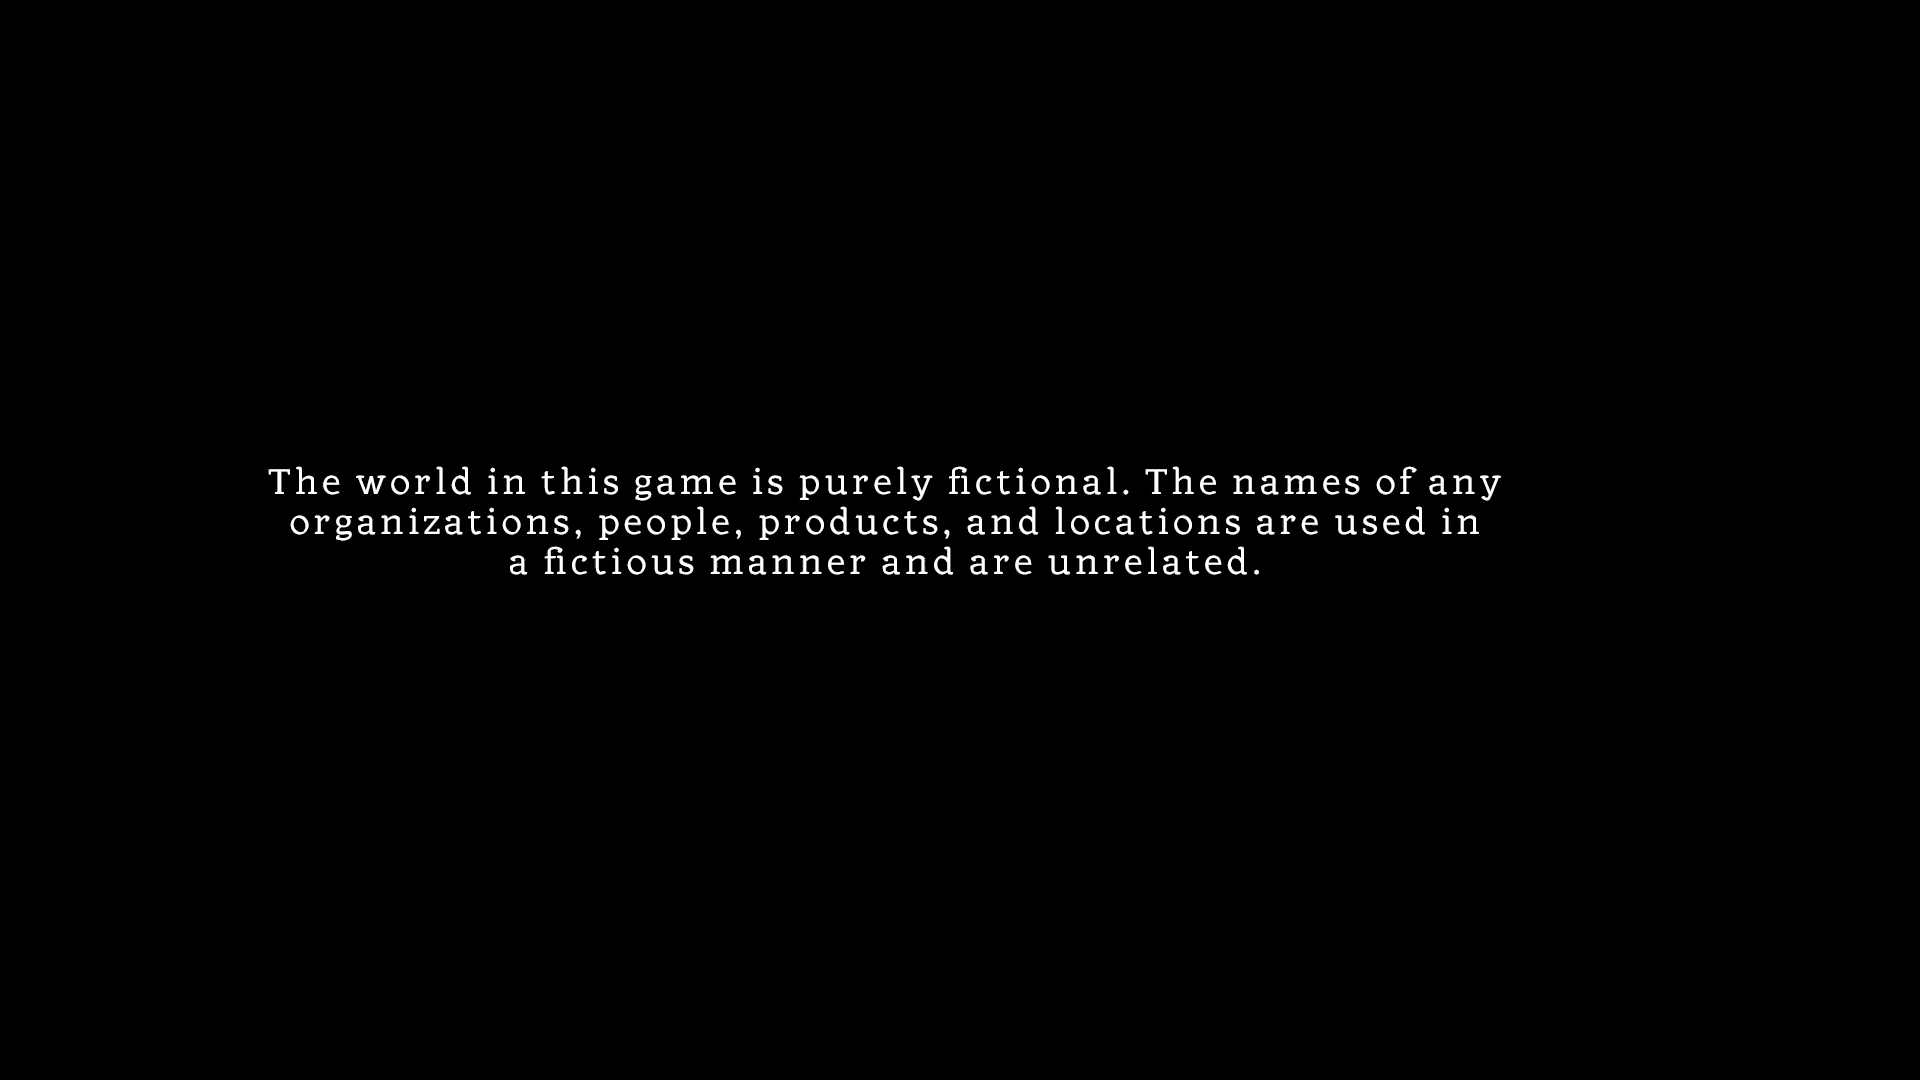 The world in this game is purely fictional. The names of any
organizations, people, products, and locations are used in
a fictious manner and are unrelated.